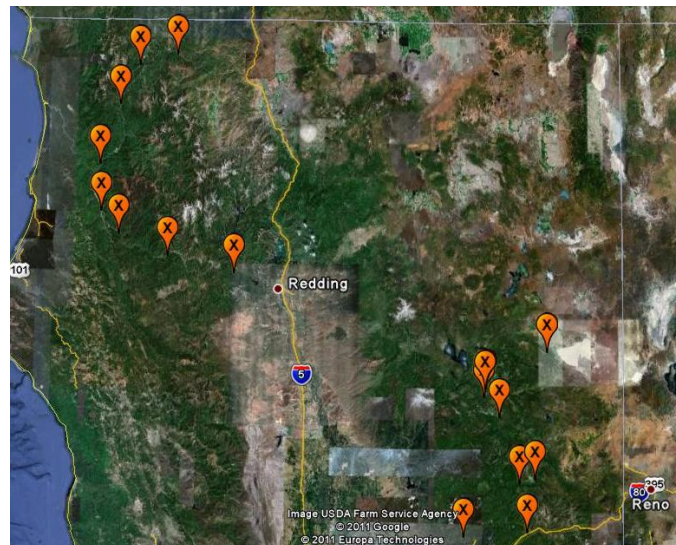 X
X
X
X
X
X
X
X
101
Redding
X
5
X
X
X
X
X
X
80
395
Reno
Image USDA Farm Service Agency
© 2011 Google
© 2011 Europa Technologies